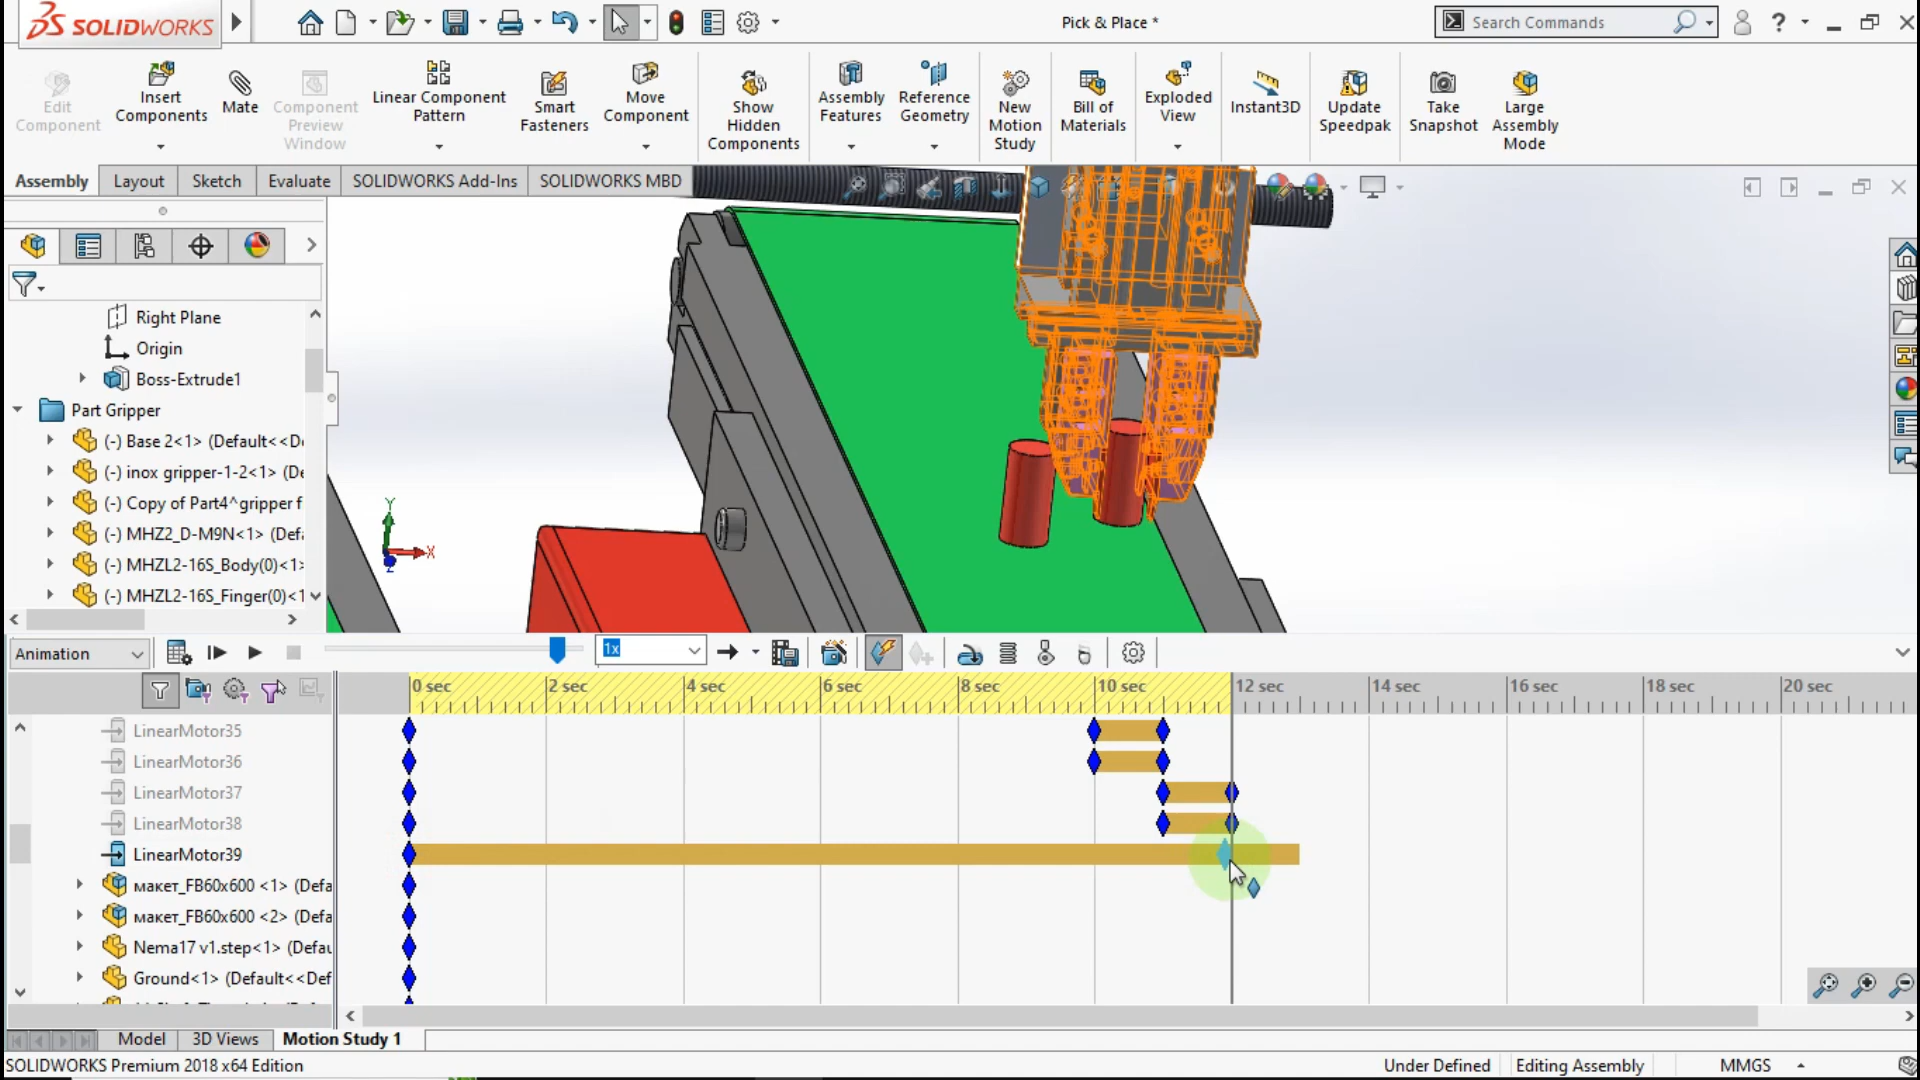 SOLIDWORKS
Pick & Place *
Search Commands
Edit Component
Insert Components
Mate
Component Preview Window
Linear Component Pattern
Smart Fasteners
Move Component
Show Hidden Components
Assembly Features
Reference Geometry
New Motion Study
Bill of Materials
Exploded View
Instant3D
Update Speedpak
Take Snapshot
Large Assembly Mode
Assembly
Layout
Sketch
Evaluate
SOLIDWORKS Add-Ins
SOLIDWORKS MBD
Right Plane
Origin
Boss-Extrude1
Part Gripper
(-) Base 2<1> (Default<<D
(-) inox gripper-1-2<1> (De
(-) Copy of Part4^gripper f
(-) MHZ2_D-M9N<1> (Defa
(-) MHZL2-16S_Body(0)<1>
(-) MHZL2-16S_Finger(0)<1
Y
X
Z
Animation
1x
0 sec
2 sec
4 sec
6 sec
8 sec
10 sec
12 sec
14 sec
16 sec
18 sec
20 sec
LinearMotor35
LinearMotor36
LinearMotor37
LinearMotor38
LinearMotor39
макет_FB60x600 <1> (Defa
макет_FB60x600 <2> (Defa
Nema17 v1.step<1> (Defau
Ground<1> (Default<<Def
Model
3D Views
Motion Study 1
SOLIDWORKS Premium 2018 x64 Edition
Under Defined
Editing Assembly
MMGS